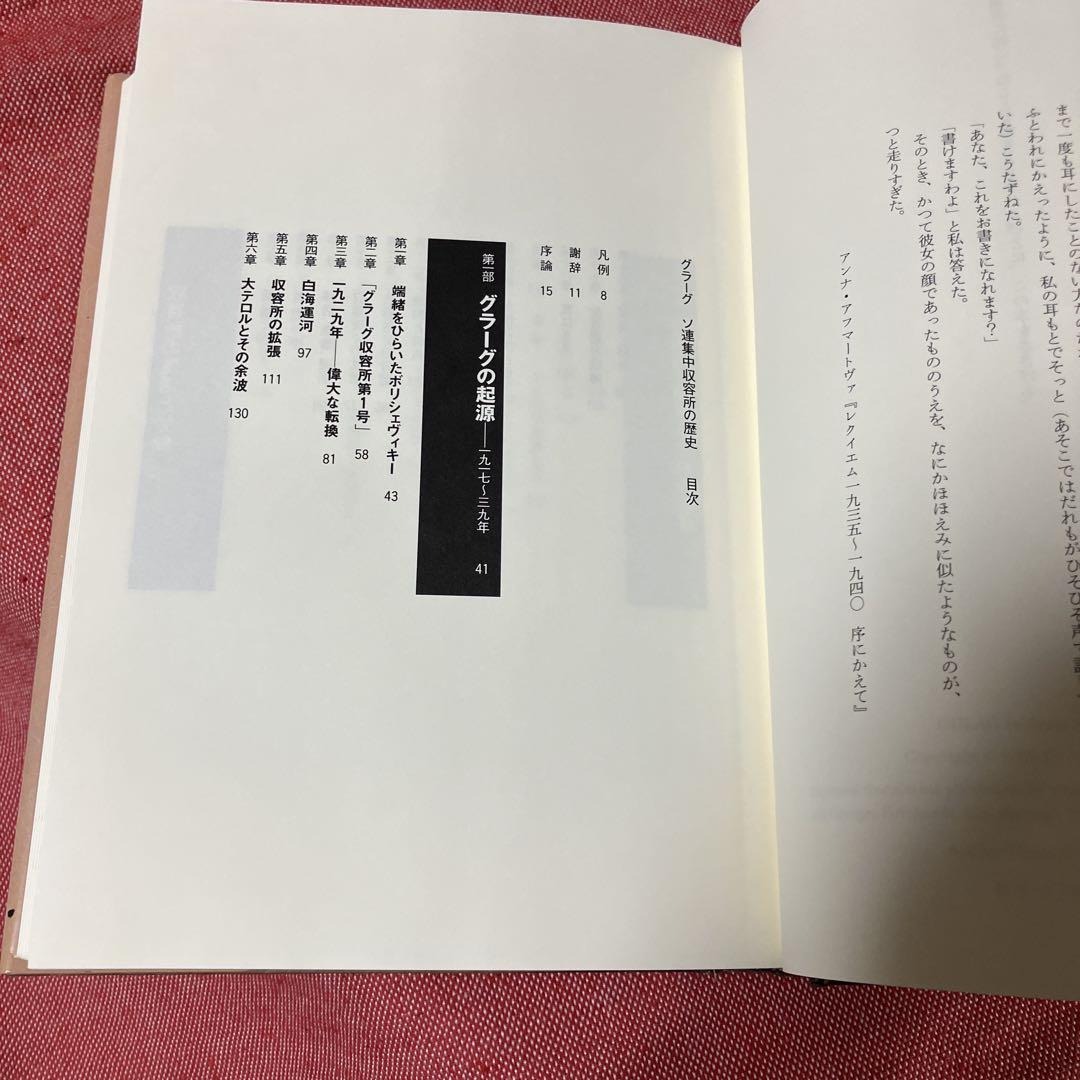 まで一度も耳にしたことのない
ふとわれにかえったように、私の耳もとでそっと（あそこではだれもがひそひそ声で
いた）こうたずねた。
「あなた、これをお書きになれます？」
「書けますわよ」と私は答えた。
そのとき、かつて彼女の顔であったもののうえを、なにかほほえみに似たようなものが、
つと走りすぎた。
アンナ・アフマートヴァ『レクイエム一九三五〜一九四〇　序にかえて』
グラーグ　ソ連集中収容所の歴史　目次
凡例 8
謝辞 11
序論 15
第一部　グラーグの起源――一九一七〜三九年 41
第一章　端緒をひらいたボリシェヴィキー 43
第二章　「グラーグ収容所第1号」 58
第三章　一九二九年――偉大な転換 81
第四章　白海運河 97
第五章　収容所の拡張 111
第六章　大テロルとその余波 130